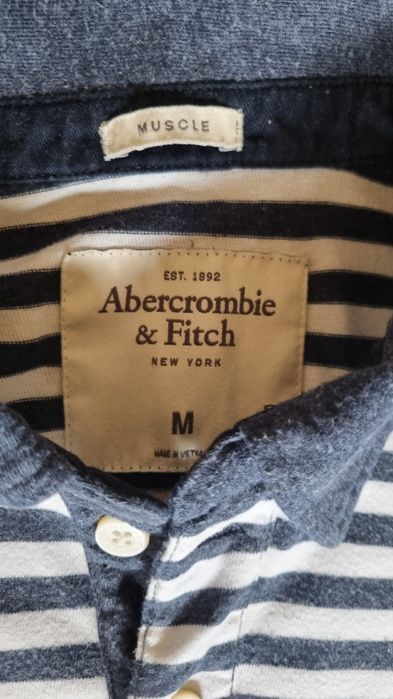 MUSCLE
EST. 1892
Abercrombie
& Fitch
NEW YORK
M
MADE IN VIETNAM